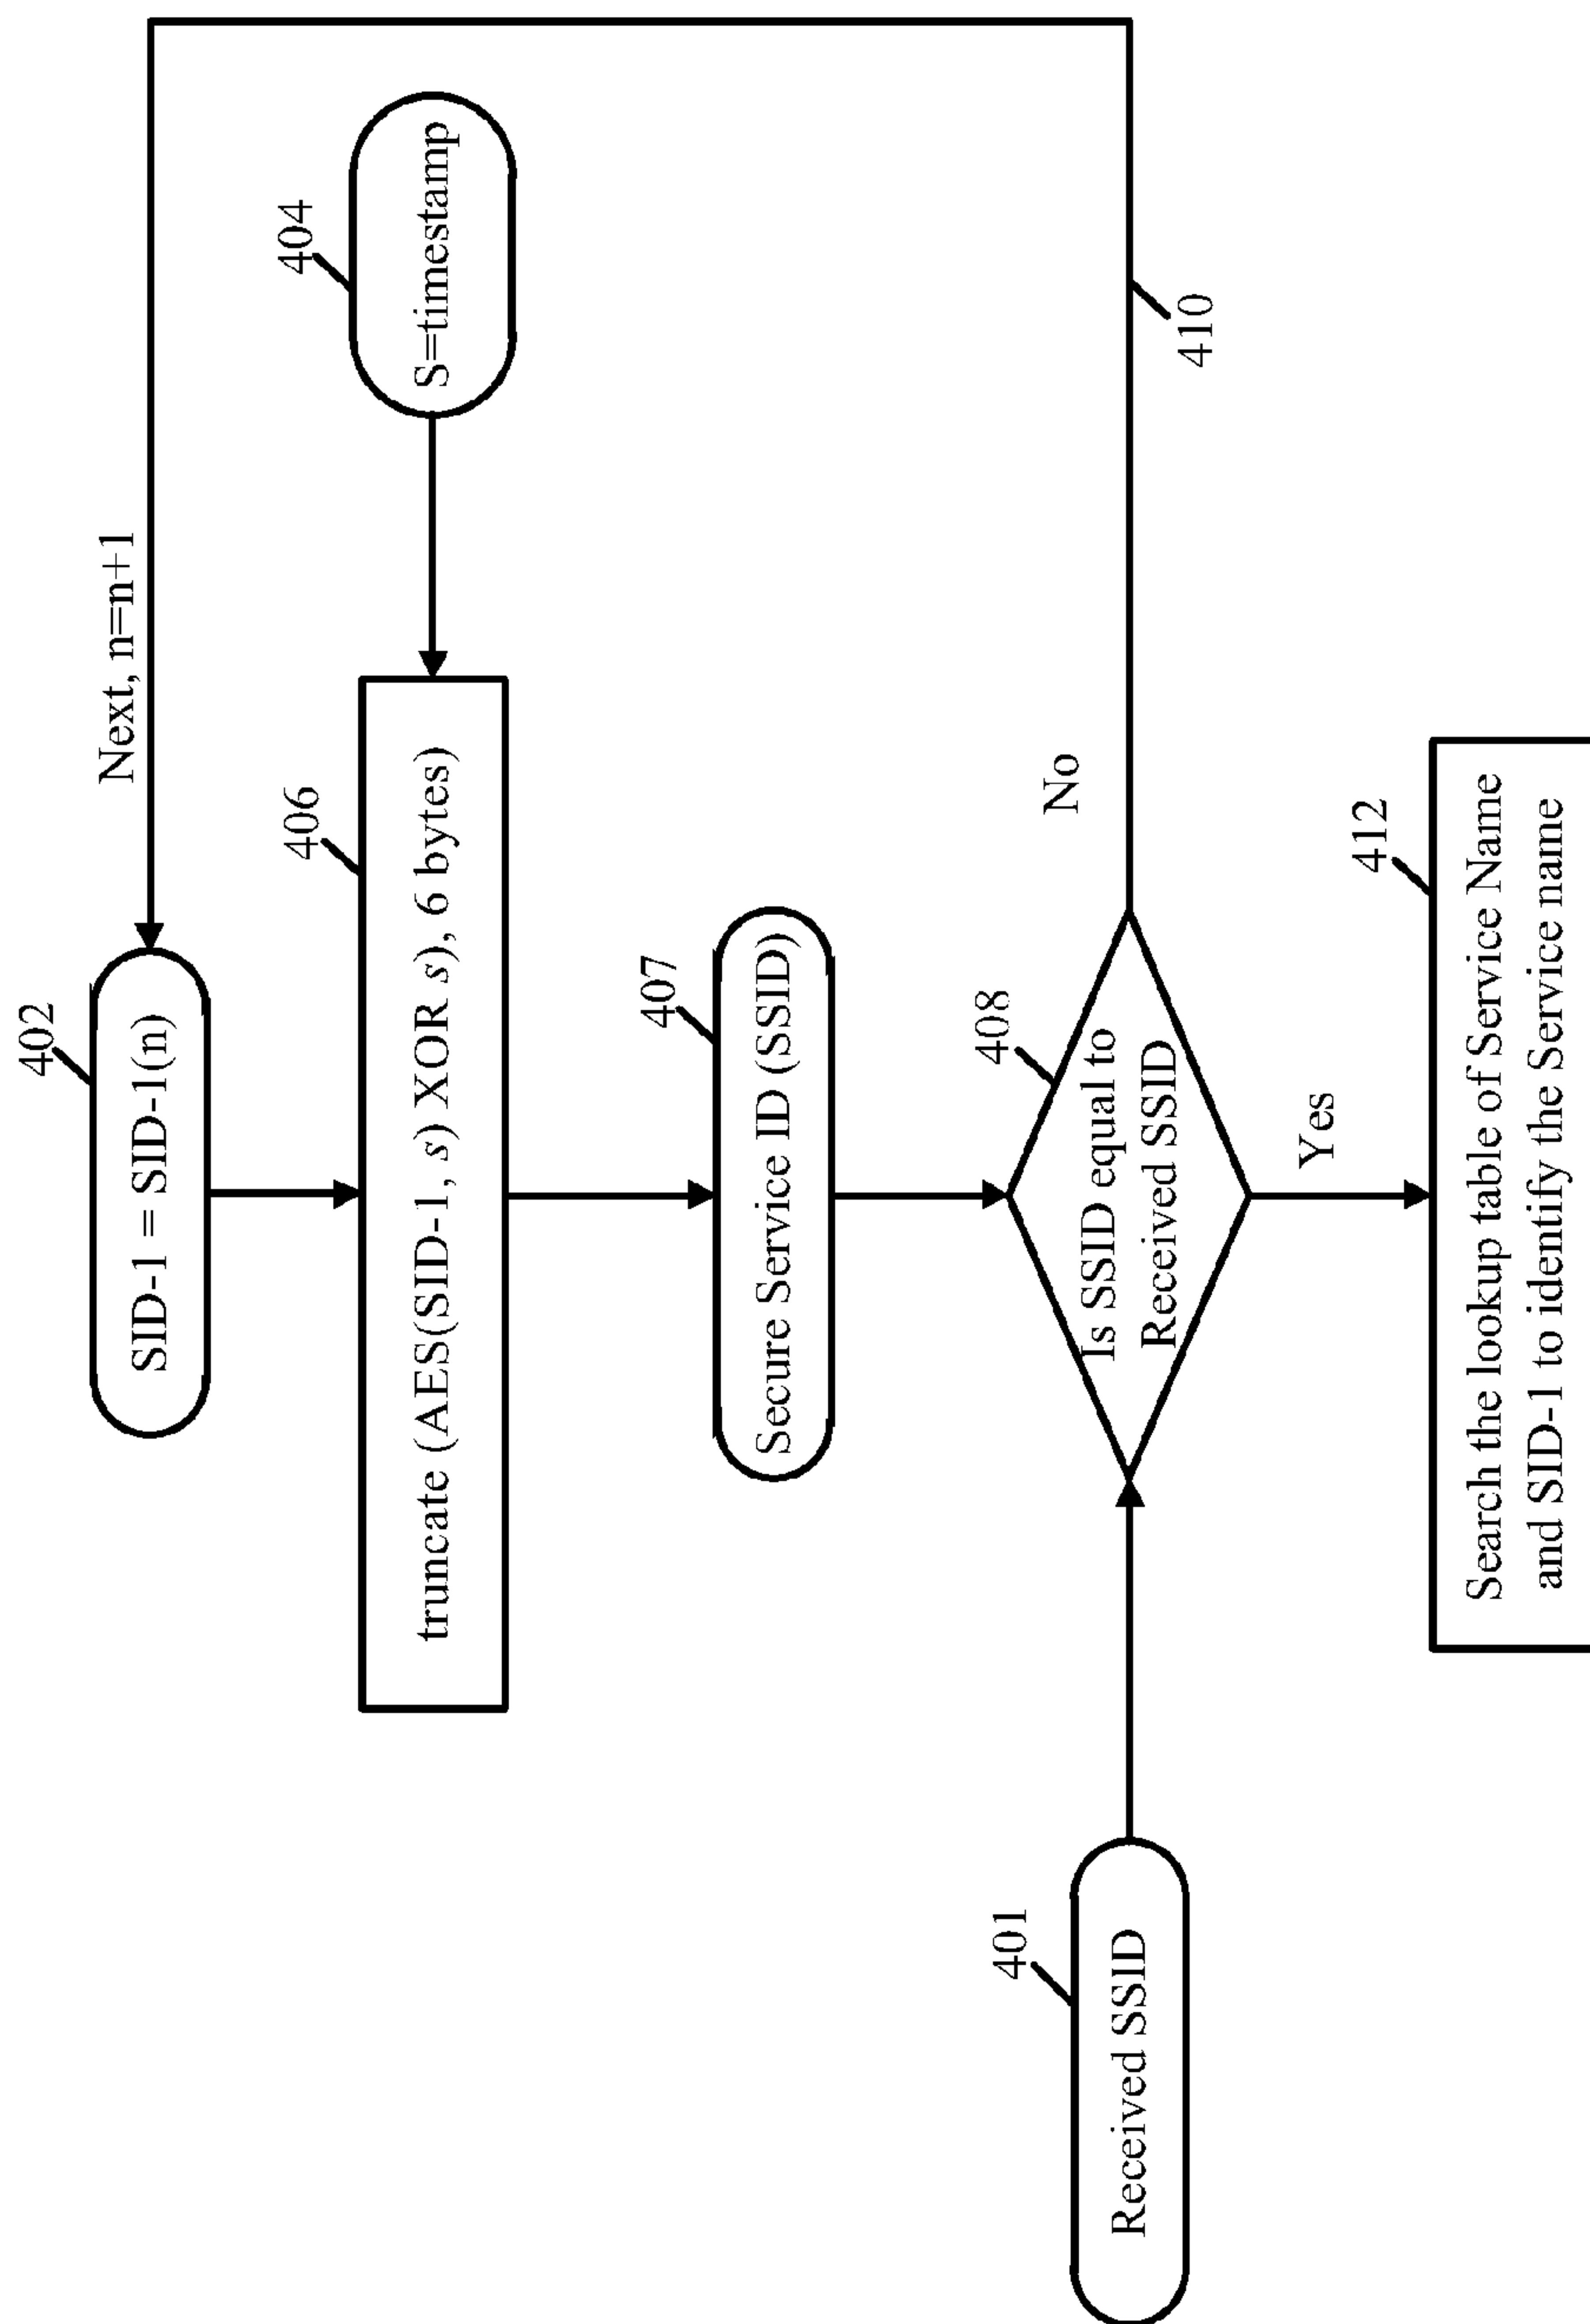 402
SID-1 = SID-1(n)
Next, n=n+1
406
truncate (AES(SID-1, s) XOR s), 6 bytes)
404
S=timestamp
407
Secure Service ID (SSID)
401
Received SSID
408
Is SSID equal to
Received SSID
No
410
Yes
412
Search the lookup table of Service Name
and SID-1 to identify the Service name